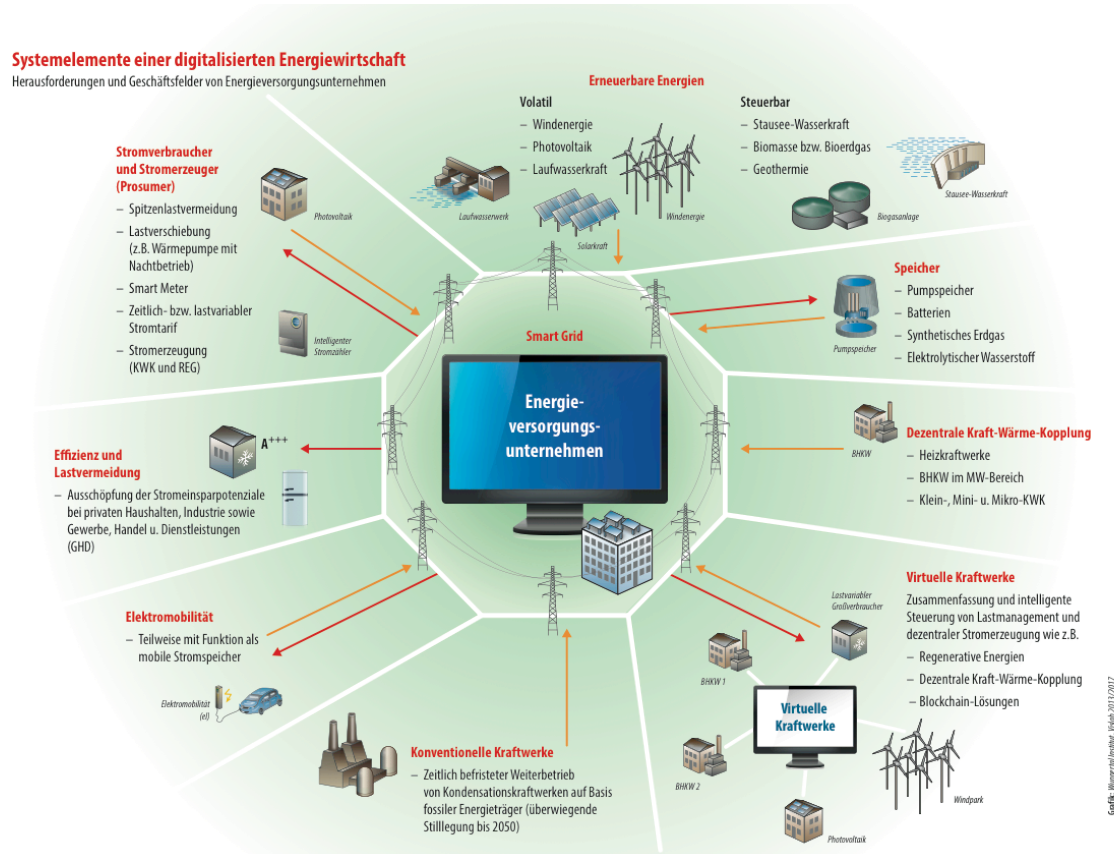 Systemelemente einer digitalisierten Energiewirtschaft
Herausforderungen und Geschäftsfelder von Energieversorgungsunternehmen
Erneuerbare Energien
Volatil
– Windenergie
– Photovoltaik
– Laufwasserkraft
Steuerbar
– Stausee-Wasserkraft
– Biomasse bzw. Bioerdgas
– Geothermie
Laufwasserwerk
Solarkraft
Windenergie
Biogasanlage
Stausee-Wasserkraft
Stromverbraucher
und Stromerzeuger
(Prosumer)
– Spitzenlastvermeidung
– Lastverschiebung
(z.B. Wärmepumpe mit
Nachtbetrieb)
– Smart Meter
– Zeitlich- bzw. lastvariabler
Stromtarif
– Stromerzeugung
(KWK und REG)
Photovoltaik
Intelligenter
Stromzähler
Speicher
– Pumpspeicher
– Batterien
– Synthetisches Erdgas
– Elektrolytischer Wasserstoff
Pumpspeicher
Smart Grid
Energie-
versorgungs-
unternehmen
Effizienz und
Lastvermeidung
– Ausschöpfung der Stromeinsparpotenziale
bei privaten Haushalten, Industrie sowie
Gewerbe, Handel u. Dienstleistungen
(GHD)
A+++
BHKW
Dezentrale Kraft-Wärme-Kopplung
– Heizkraftwerke
– BHKW im MW-Bereich
– Klein-, Mini- u. Mikro-KWK
Elektromobilität
– Teilweise mit Funktion als
mobile Stromspeicher
Elektromobilität
(el)
Konventionelle Kraftwerke
– Zeitlich befristeter Weiterbetrieb
von Kondensationskraftwerken auf Basis
fossiler Energieträger (überwiegende
Stilllegung bis 2050)
Virtuelle Kraftwerke
Zusammenfassung und intelligente
Steuerung von Lastmanagement und
dezentraler Stromerzeugung wie z.B.
– Regenerative Energien
– Dezentrale Kraft-Wärme-Kopplung
– Blockchain-Lösungen
Lastvariabler
Großverbraucher
BHKW 1
Virtuelle
Kraftwerke
BHKW 2
Windpark
Photovoltaik
Grafik: Wuppertal Institut, VisLab 2013/2017